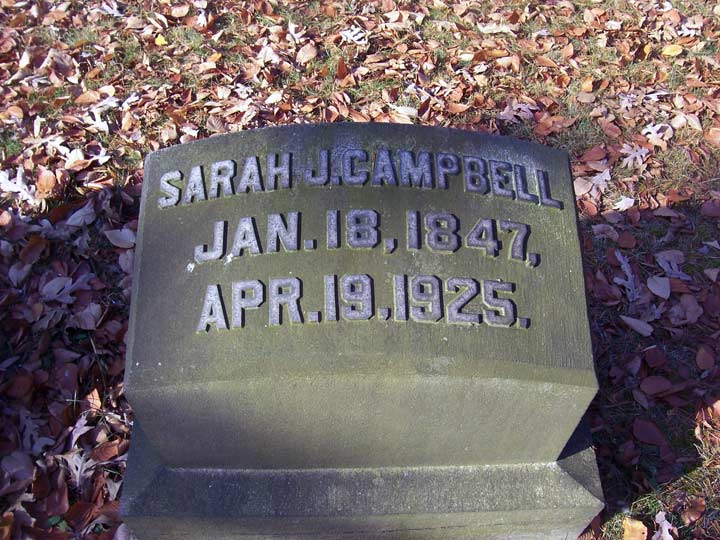 SARAH J. CAMPBELL
JAN. 18, 1847,
APR. 19. 1925.